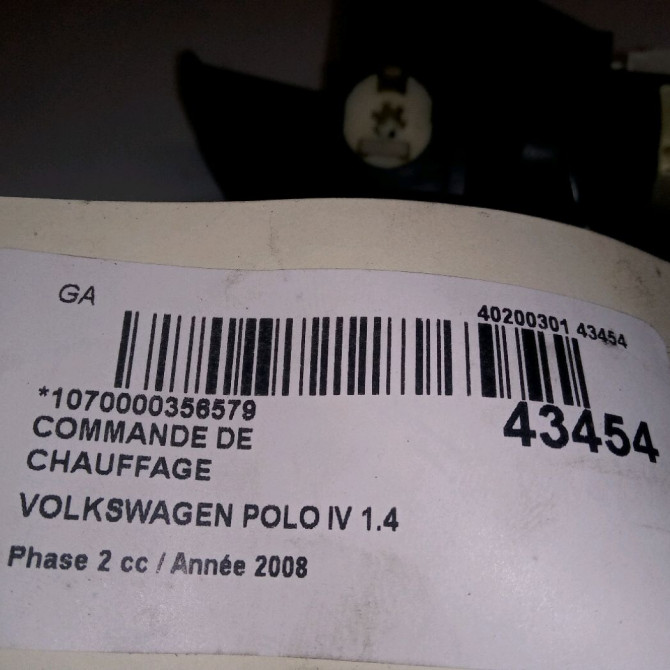 GA
40200301 43454
*1070000356579
43454
COMMANDE DE
CHAUFFAGE
VOLKSWAGEN POLO IV 1.4
Phase 2 cc / Année 2008